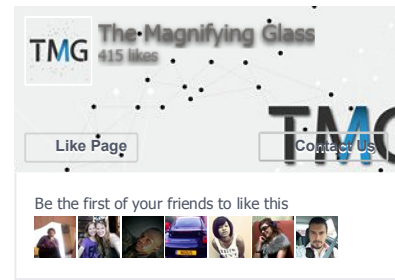 TMG
The Magnifying Glass
415 likes
TMG
Like Page
Contact Us
Be the first of your friends to like this